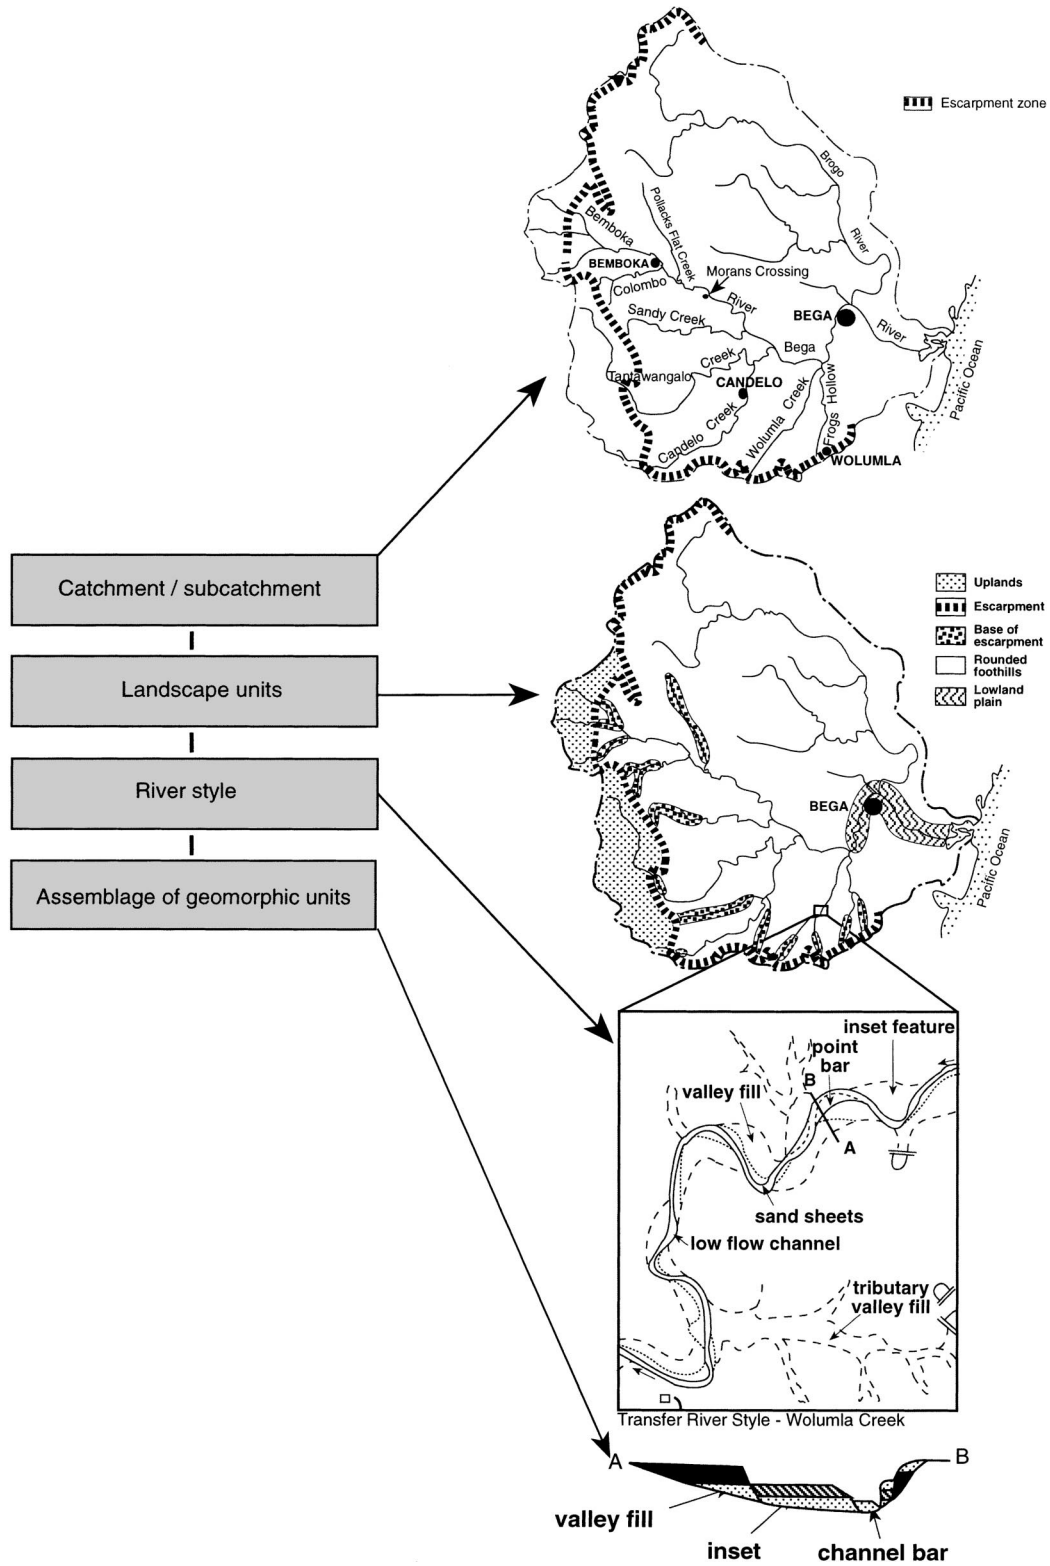 Escarpment zone
Brogo
River
Pollacks Flat Creek
Bemboka
BEMBOKA
Morans Crossing
Colombo
River
Sandy Creek
BEGA
River
Bega
Creek
Tantawangalo
CANDELO
Hollow
Frogs
Candelo Creek
Wolumla Creek
WOLUMLA
Pacific Ocean
Catchment / subcatchment
Landscape units
River style
Assemblage of geomorphic units
Uplands
Escarpment
Base of
escarpment
Rounded
foothills
Lowland
plain
BEGA
Pacific Ocean
inset feature
point
bar
B
valley fill
A
sand sheets
low flow channel
tributary
valley fill
Transfer River Style - Wolumla Creek
A
B
valley fill
inset
channel bar